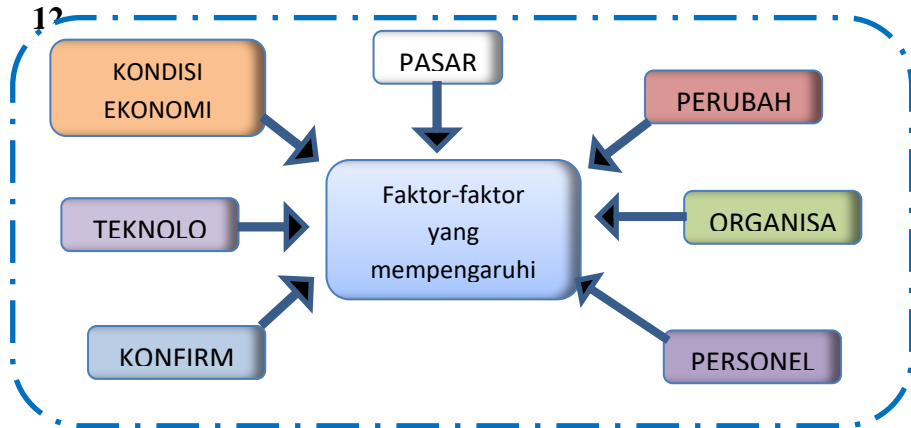 12
KONDISI
EKONOMI
PASAR
PERUBAH
TEKNOLO
Faktor-faktor
yang
mempengaruhi
ORGANISA
KONFIRM
PERSONEL